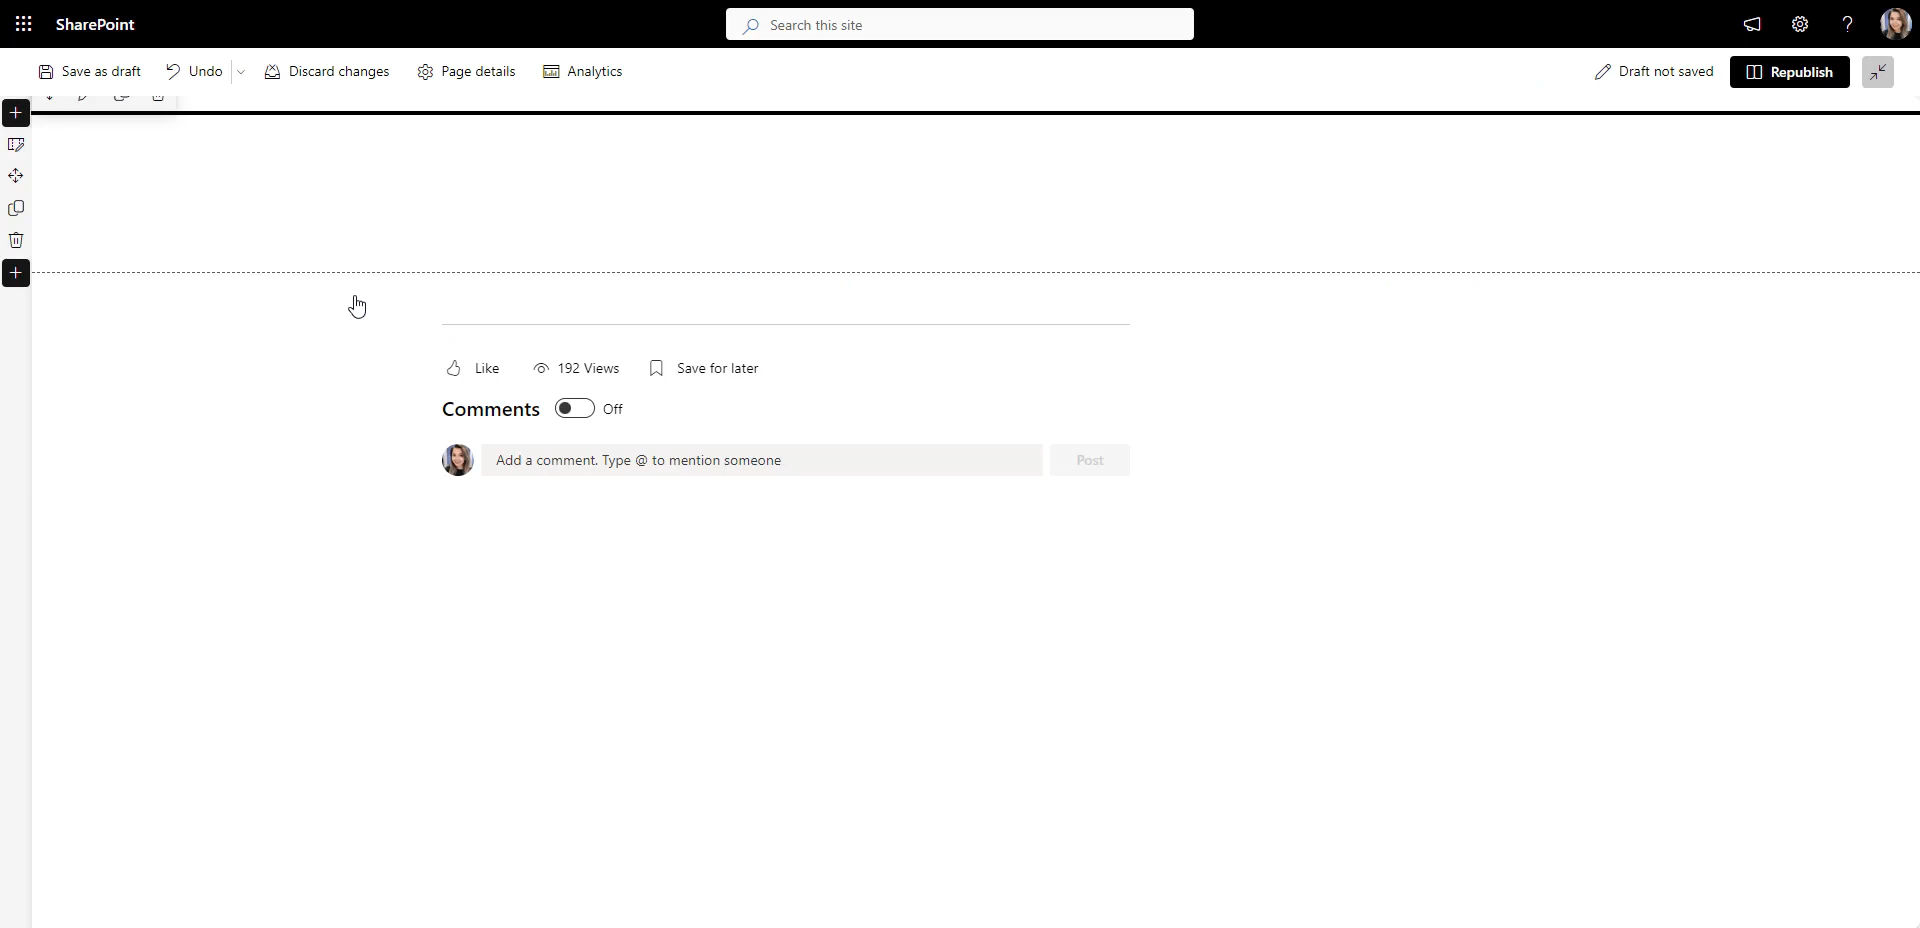 SharePoint
Search this site
Save as draft
Undo
Discard changes
Page details
Analytics
Draft not saved
Republish
Like
192 Views
Save for later
Comments
Off
Add a comment. Type @ to mention someone
Post